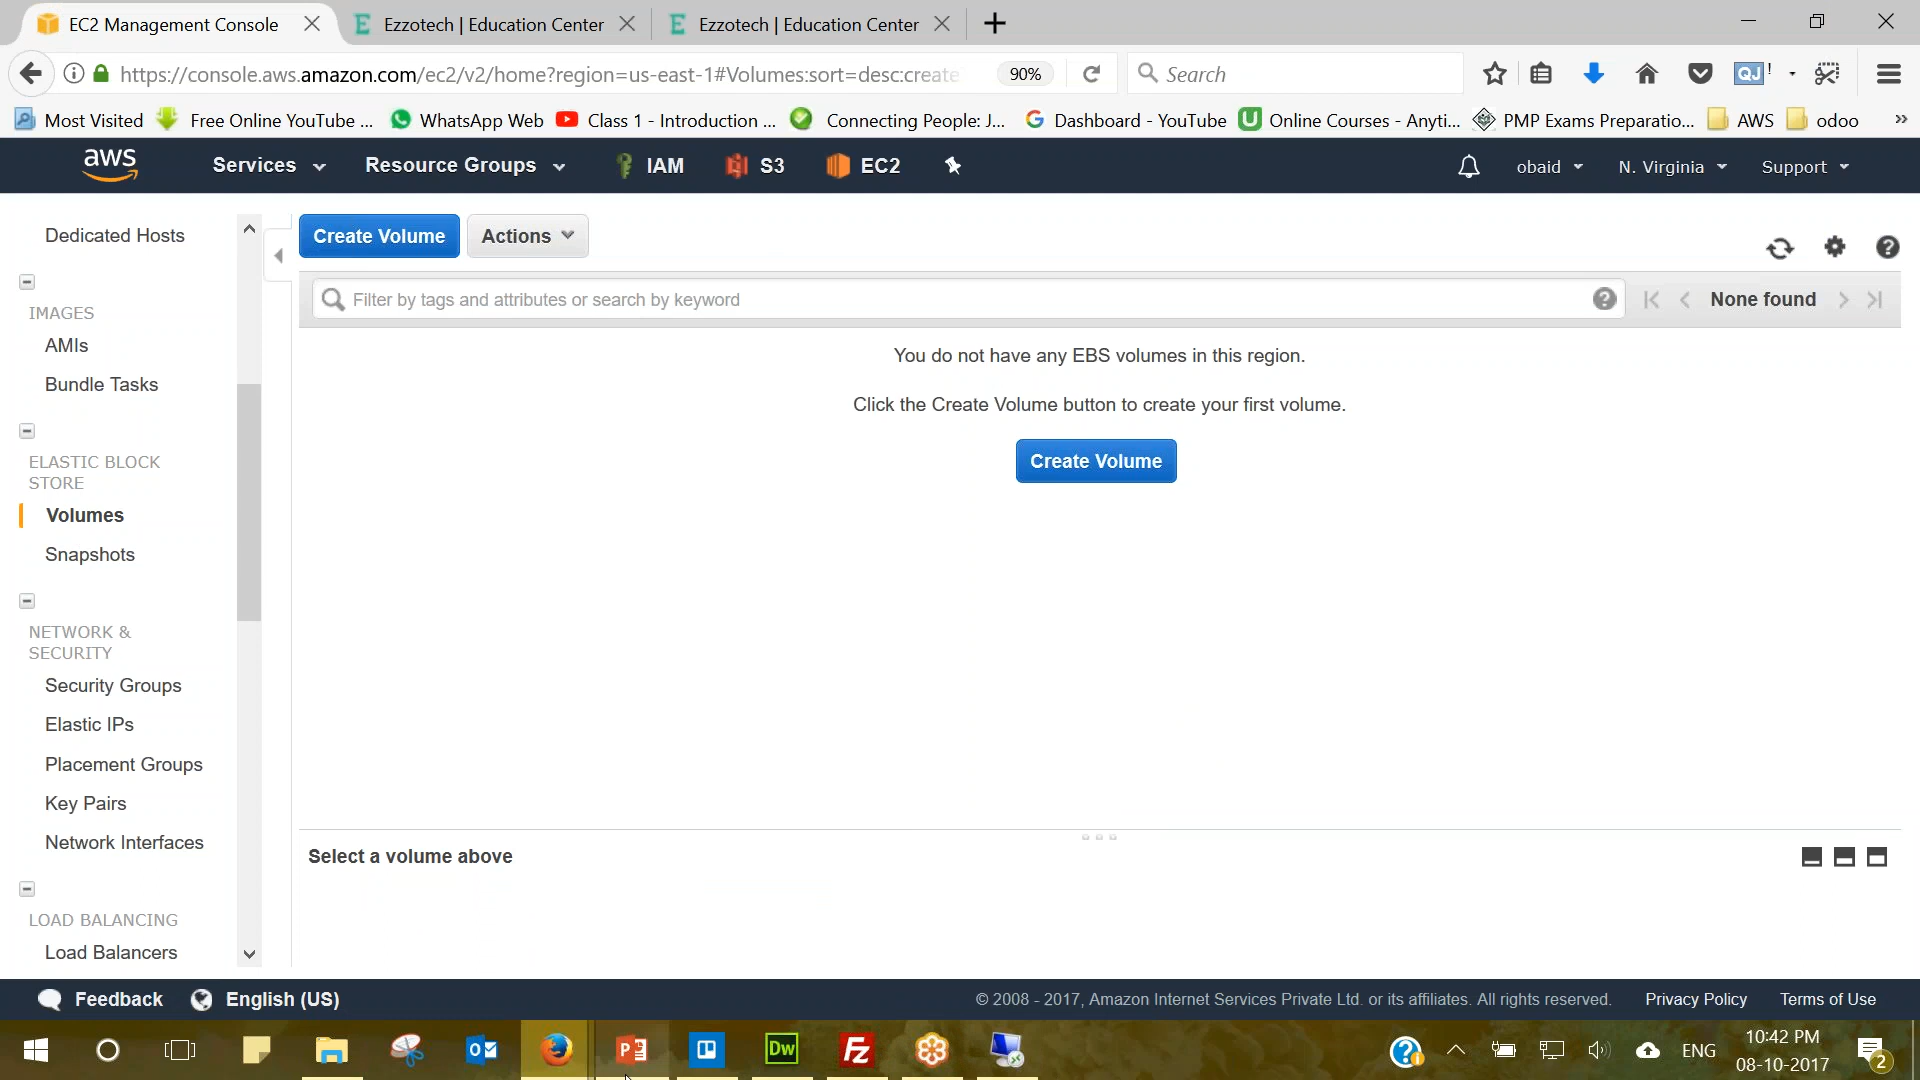 EC2 Management Console
Ezzotech | Education Center
Ezzotech | Education Center
https://console.aws.amazon.com/ec2/v2/home?region=us-east-1#Volumes:sort=desc:create
90%
Search
QJ !
Most Visited
Free Online YouTube ...
WhatsApp Web
Class 1 - Introduction ...
Connecting People: J...
Dashboard - YouTube
Online Courses - Anyti...
PMP Exams Preparatio...
AWS
odoo
aws
Services
Resource Groups
IAM
S3
EC2
obaid
N. Virginia
Support
Dedicated Hosts
IMAGES
AMIs
Bundle Tasks
ELASTIC BLOCK
STORE
Volumes
Snapshots
NETWORK &
SECURITY
Security Groups
Elastic IPs
Placement Groups
Key Pairs
Network Interfaces
LOAD BALANCING
Load Balancers
Create Volume
Actions
Filter by tags and attributes or search by keyword
None found
You do not have any EBS volumes in this region.
Click the Create Volume button to create your first volume.
Create Volume
Select a volume above
Feedback
English (US)
© 2008 - 2017, Amazon Internet Services Private Ltd. or its affiliates. All rights reserved.
Privacy Policy
Terms of Use
Dw
ENG
10:42 PM
08-10-2017
2